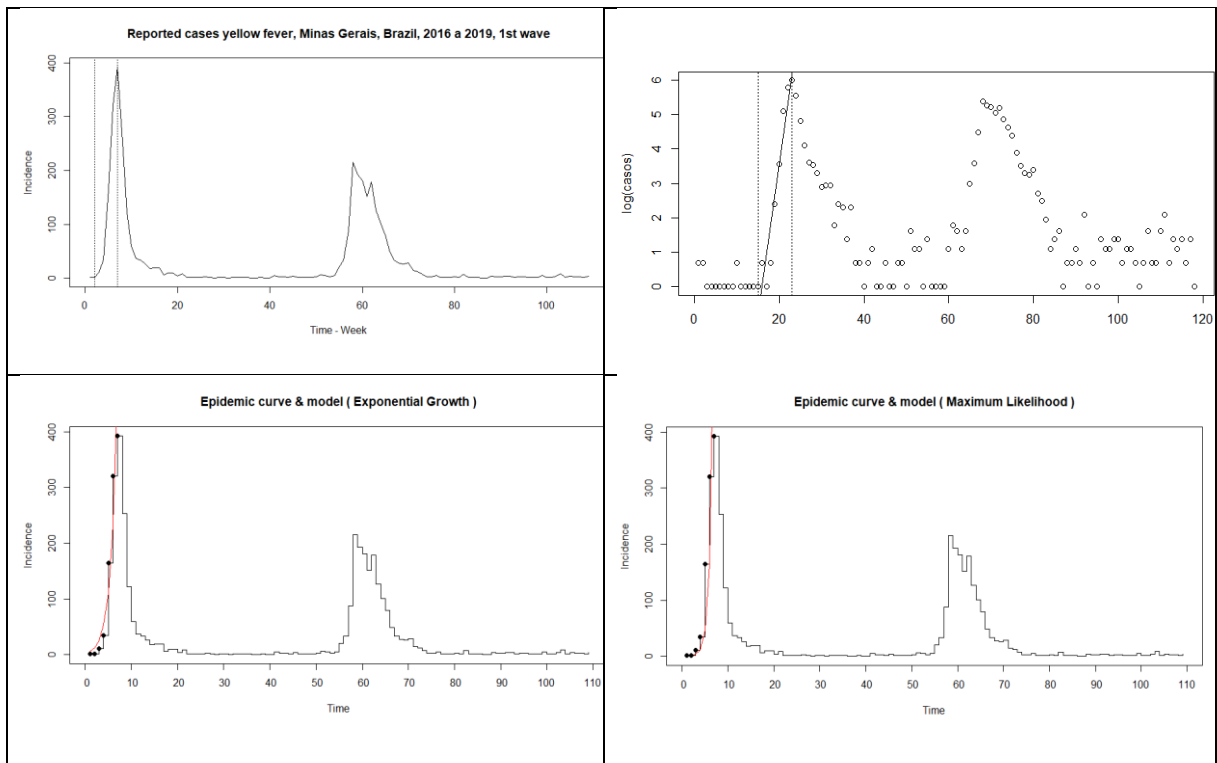 Reported cases yellow fever, Minas Gerais, Brazil, 2016 a 2019, 1st wave
Incidence
400
300
200
100
0
0 20 40 60 80 100
Time - Week
log(casos)
6
5
4
3
2
1
0
0 20 40 60 80 100 120
Epidemic curve & model ( Exponential Growth )
Incidence
400
300
200
100
0
0 10 20 30 40 50 60 70 80 90 100 110
Time
Epidemic curve & model ( Maximum Likelihood )
Incidence
400
300
200
100
0
0 10 20 30 40 50 60 70 80 90 100 110
Time